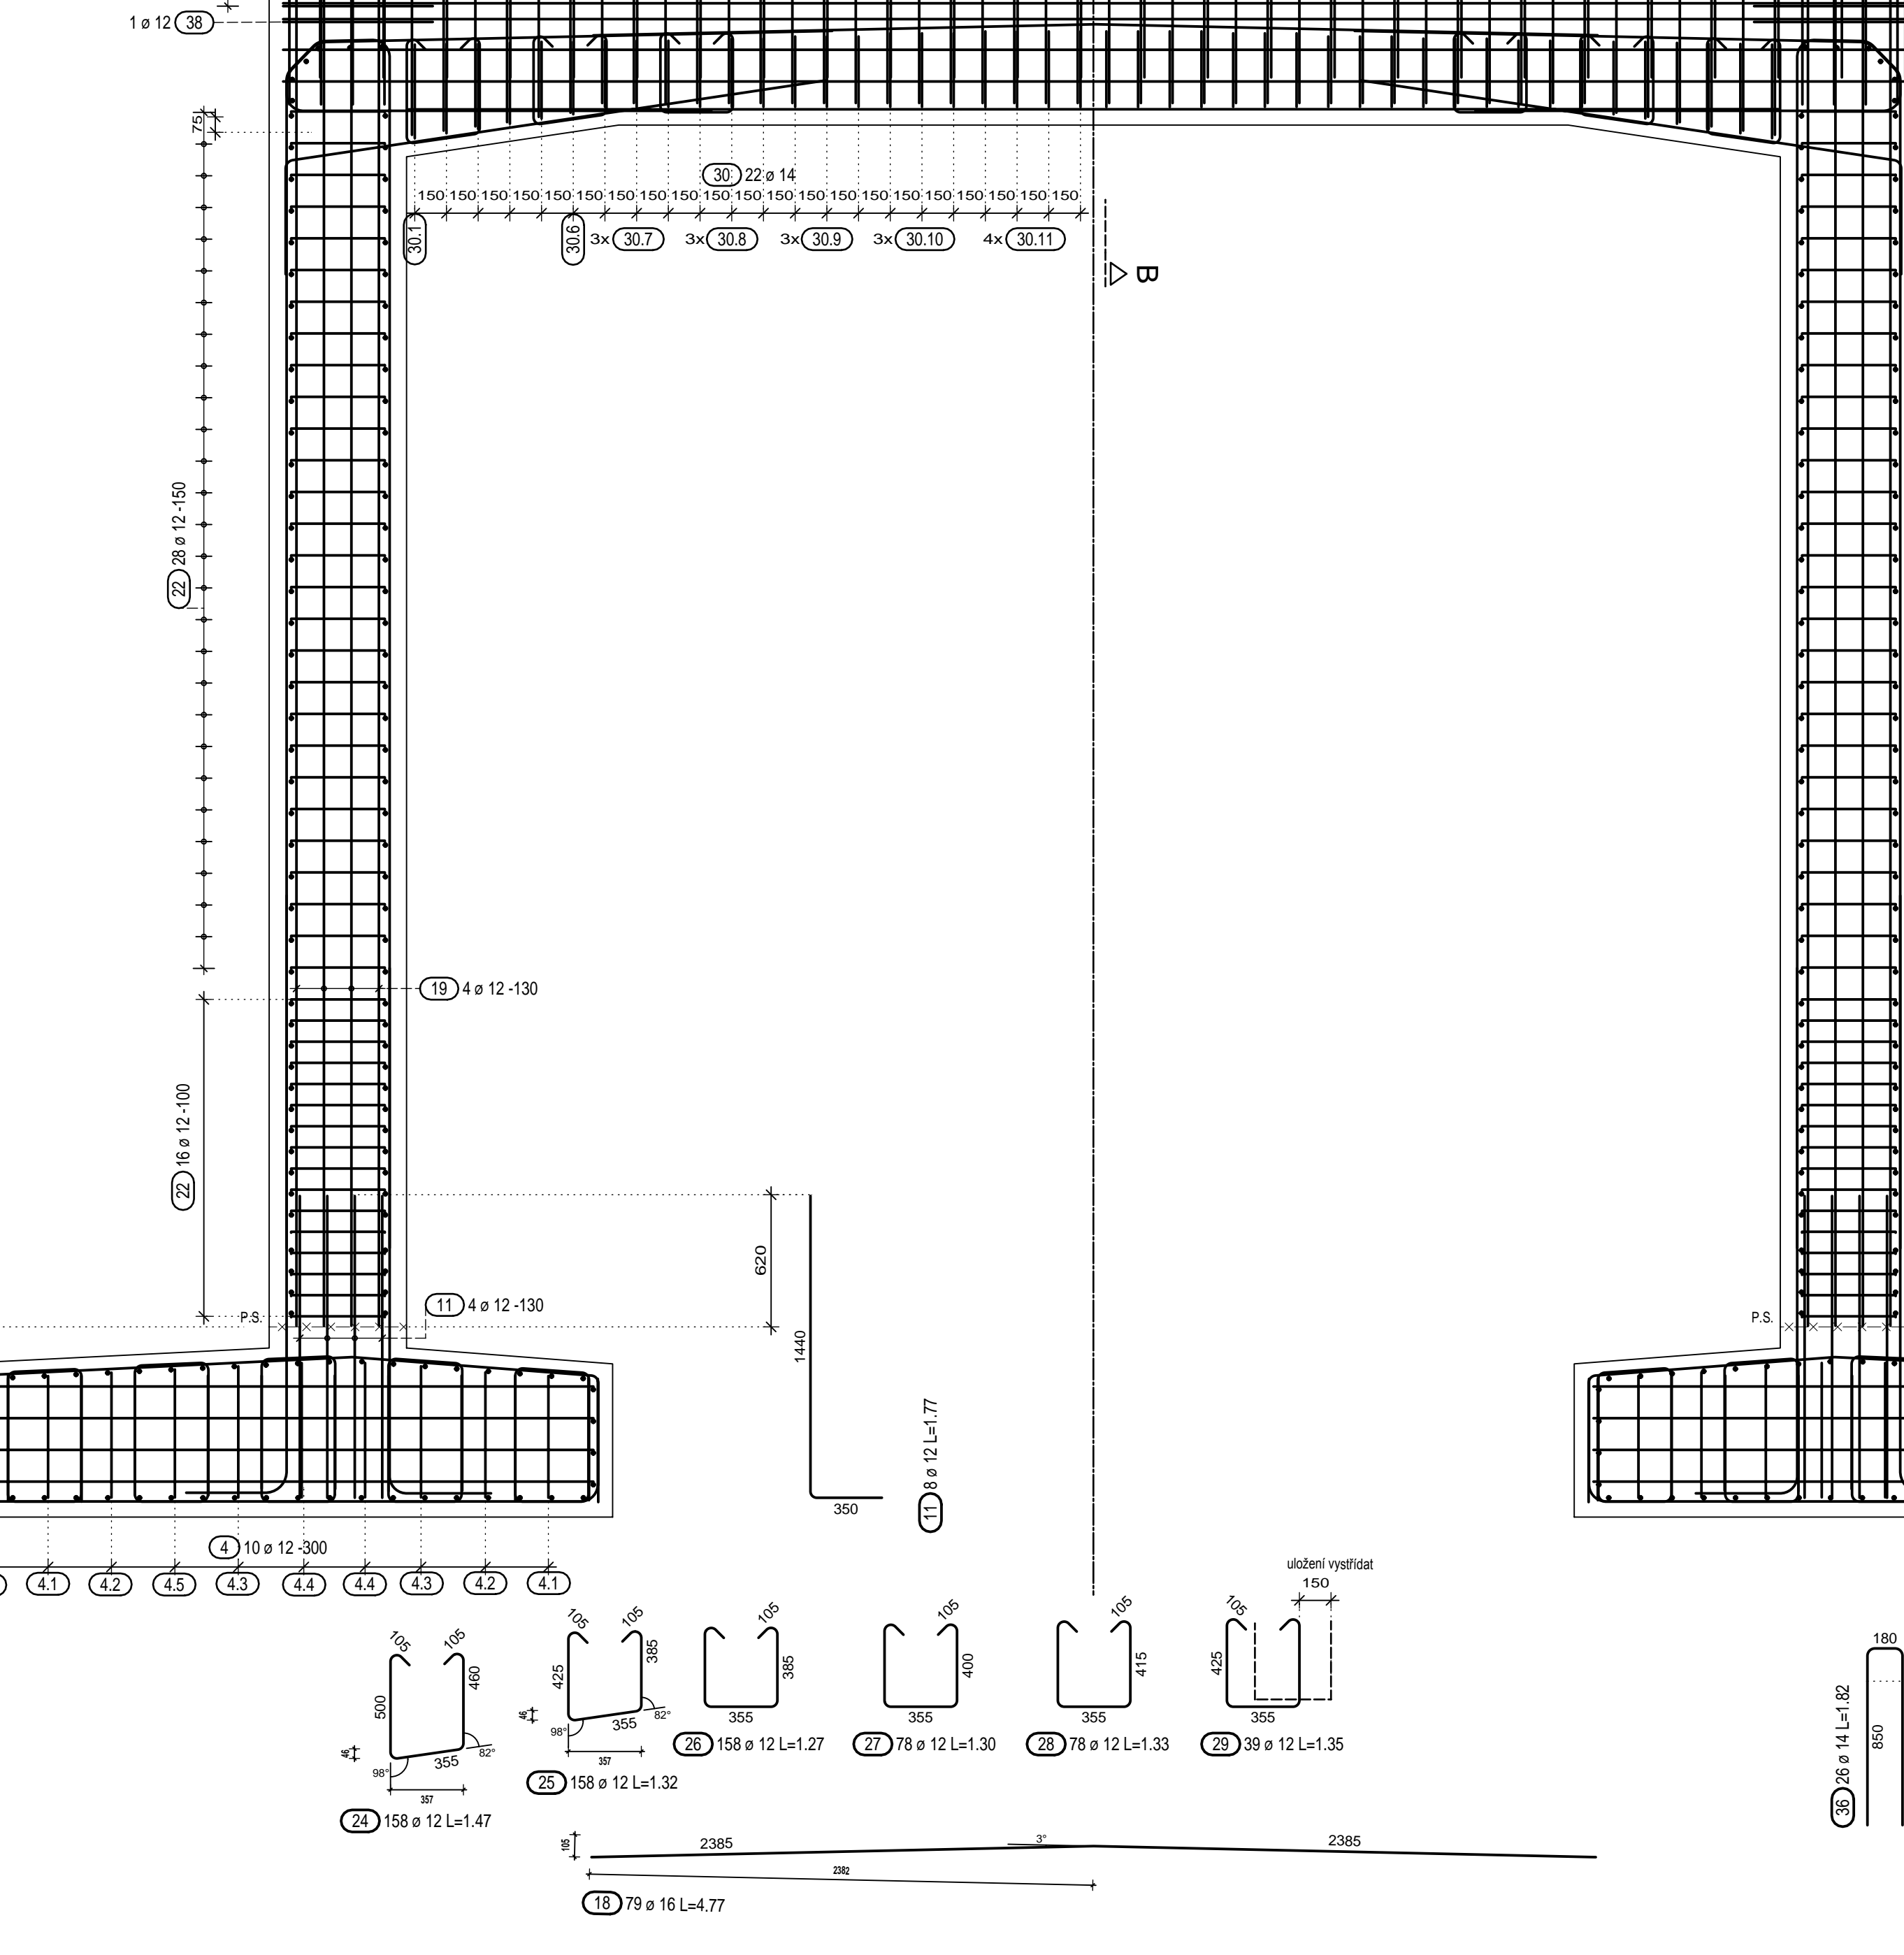 1 ø 12 38
75
30 22 ø 14
150 150 150 150 150 150 150 150 150 150 150 150 150 150 150 150 150 150 150 150 150
30.1
30.6
3x 30.7
3x 30.8
3x 30.9
3x 30.10
4x 30.11
B
22 28 ø 12 -150
19 4 ø 12 -130
22 16 ø 12 -100
620
11 4 ø 12 -130
P.S.
P.S.
1440
350
11 8 ø 12 L=1.77
4 10 ø 12 -300
4.1 4.2 4.5 4.3 4.4 4.4 4.3 4.2 4.1
uložení vystřídat
150
105 105
500 460
46
98° 355 82°
357
24 158 ø 12 L=1.47
105 105
425 385
46
98° 355 82°
357
25 158 ø 12 L=1.32
105
385
355
26 158 ø 12 L=1.27
105
400
355
27 78 ø 12 L=1.30
105
415
355
28 78 ø 12 L=1.33
105
425
355
29 39 ø 12 L=1.35
180
850
36 26 ø 14 L=1.82
105
2385 3° 2385
2382
18 79 ø 16 L=4.77